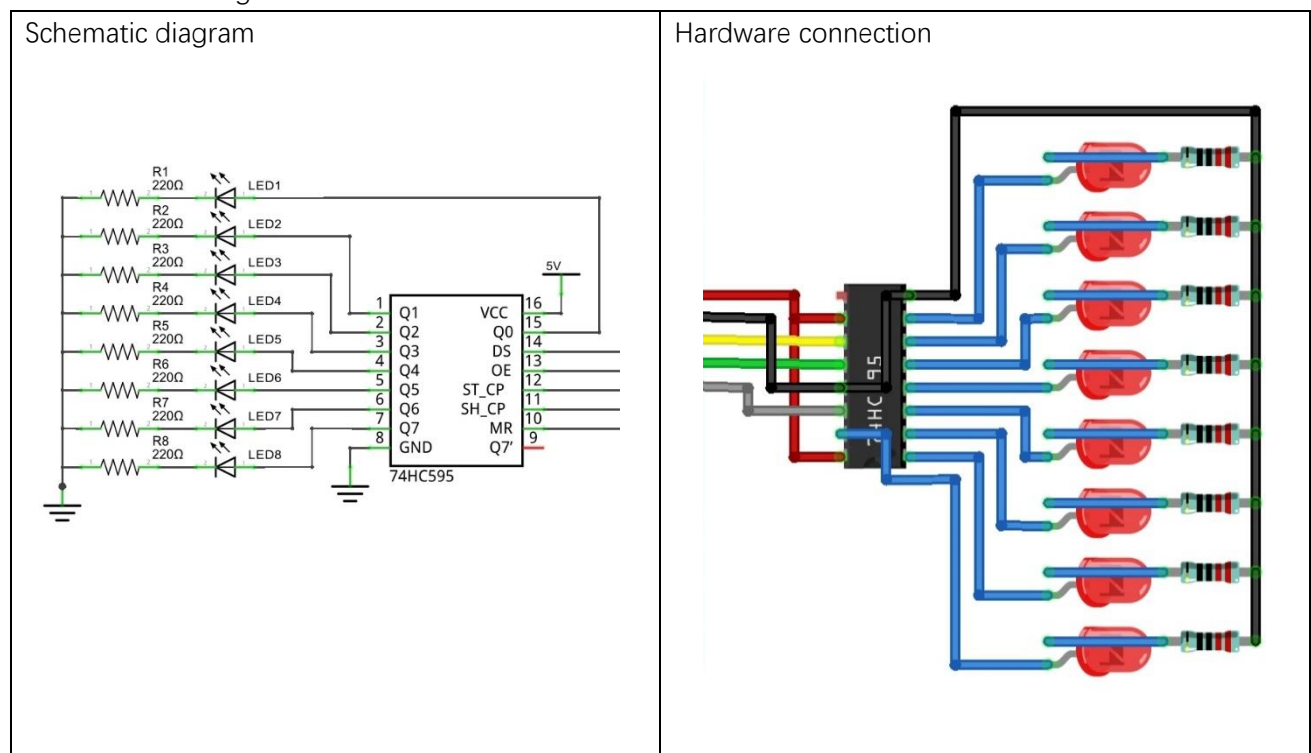 Schematic diagram
Hardware connection
R1
220Ω
LED1
R2
220Ω
LED2
R3
220Ω
LED3
R4
220Ω
LED4
R5
220Ω
LED5
R6
220Ω
LED6
R7
220Ω
LED7
R8
220Ω
LED8
5V
1 Q1 VCC 16
2 Q2 Q0 15
3 Q3 DS 14
4 Q4 OE 13
5 Q5 ST_CP 12
6 Q6 SH_CP 11
7 Q7 MR 10
8 GND Q7' 9
74HC595